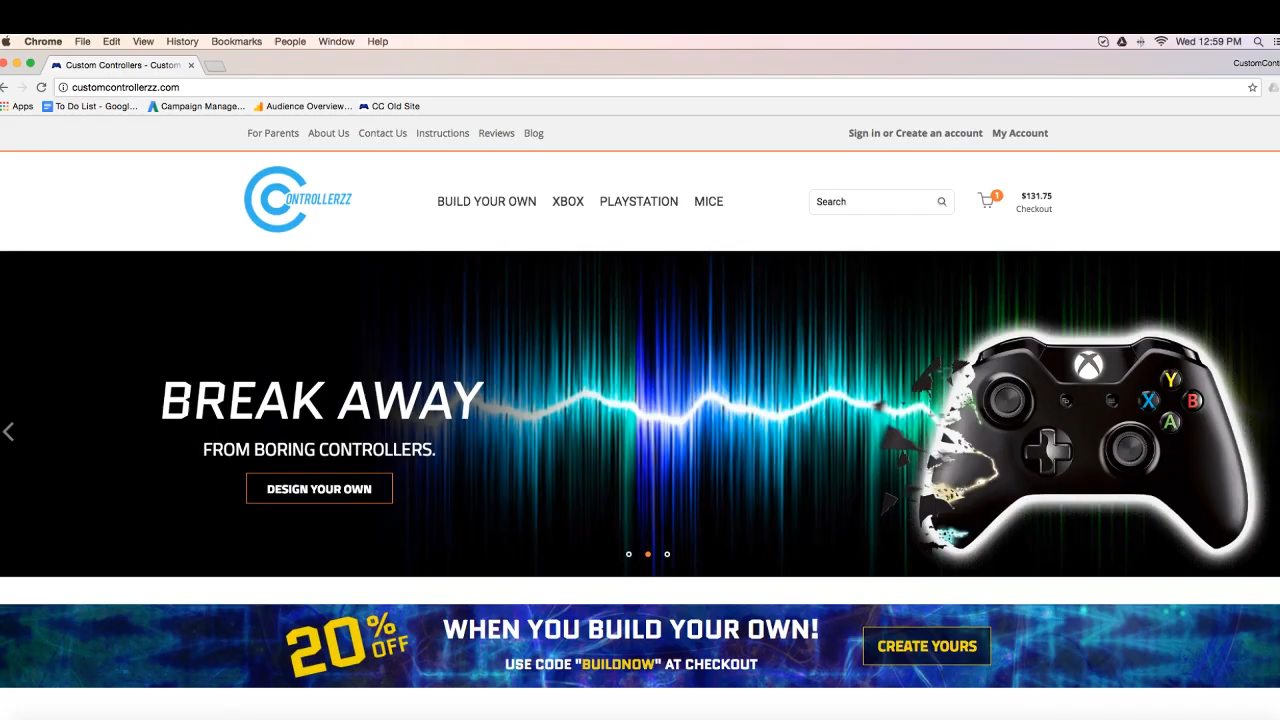 Chrome File Edit View History Bookmarks People Window Help Wed 12:59 PM
Custom Controllers - Custom CustomCont
customcontrollerzz.com
Apps To Do List - Googl... Campaign Manage... Audience Overview... CC Old Site
For Parents About Us Contact Us Instructions Reviews Blog Sign in or Create an account My Account
CONTROLLERZZ BUILD YOUR OWN XBOX PLAYSTATION MICE Search 1 $131.75
Checkout
BREAK AWAY
FROM BORING CONTROLLERS.
DESIGN YOUR OWN
Y
X B
A
20% OFF
WHEN YOU BUILD YOUR OWN!
USE CODE "BUILDNOW" AT CHECKOUT
CREATE YOURS